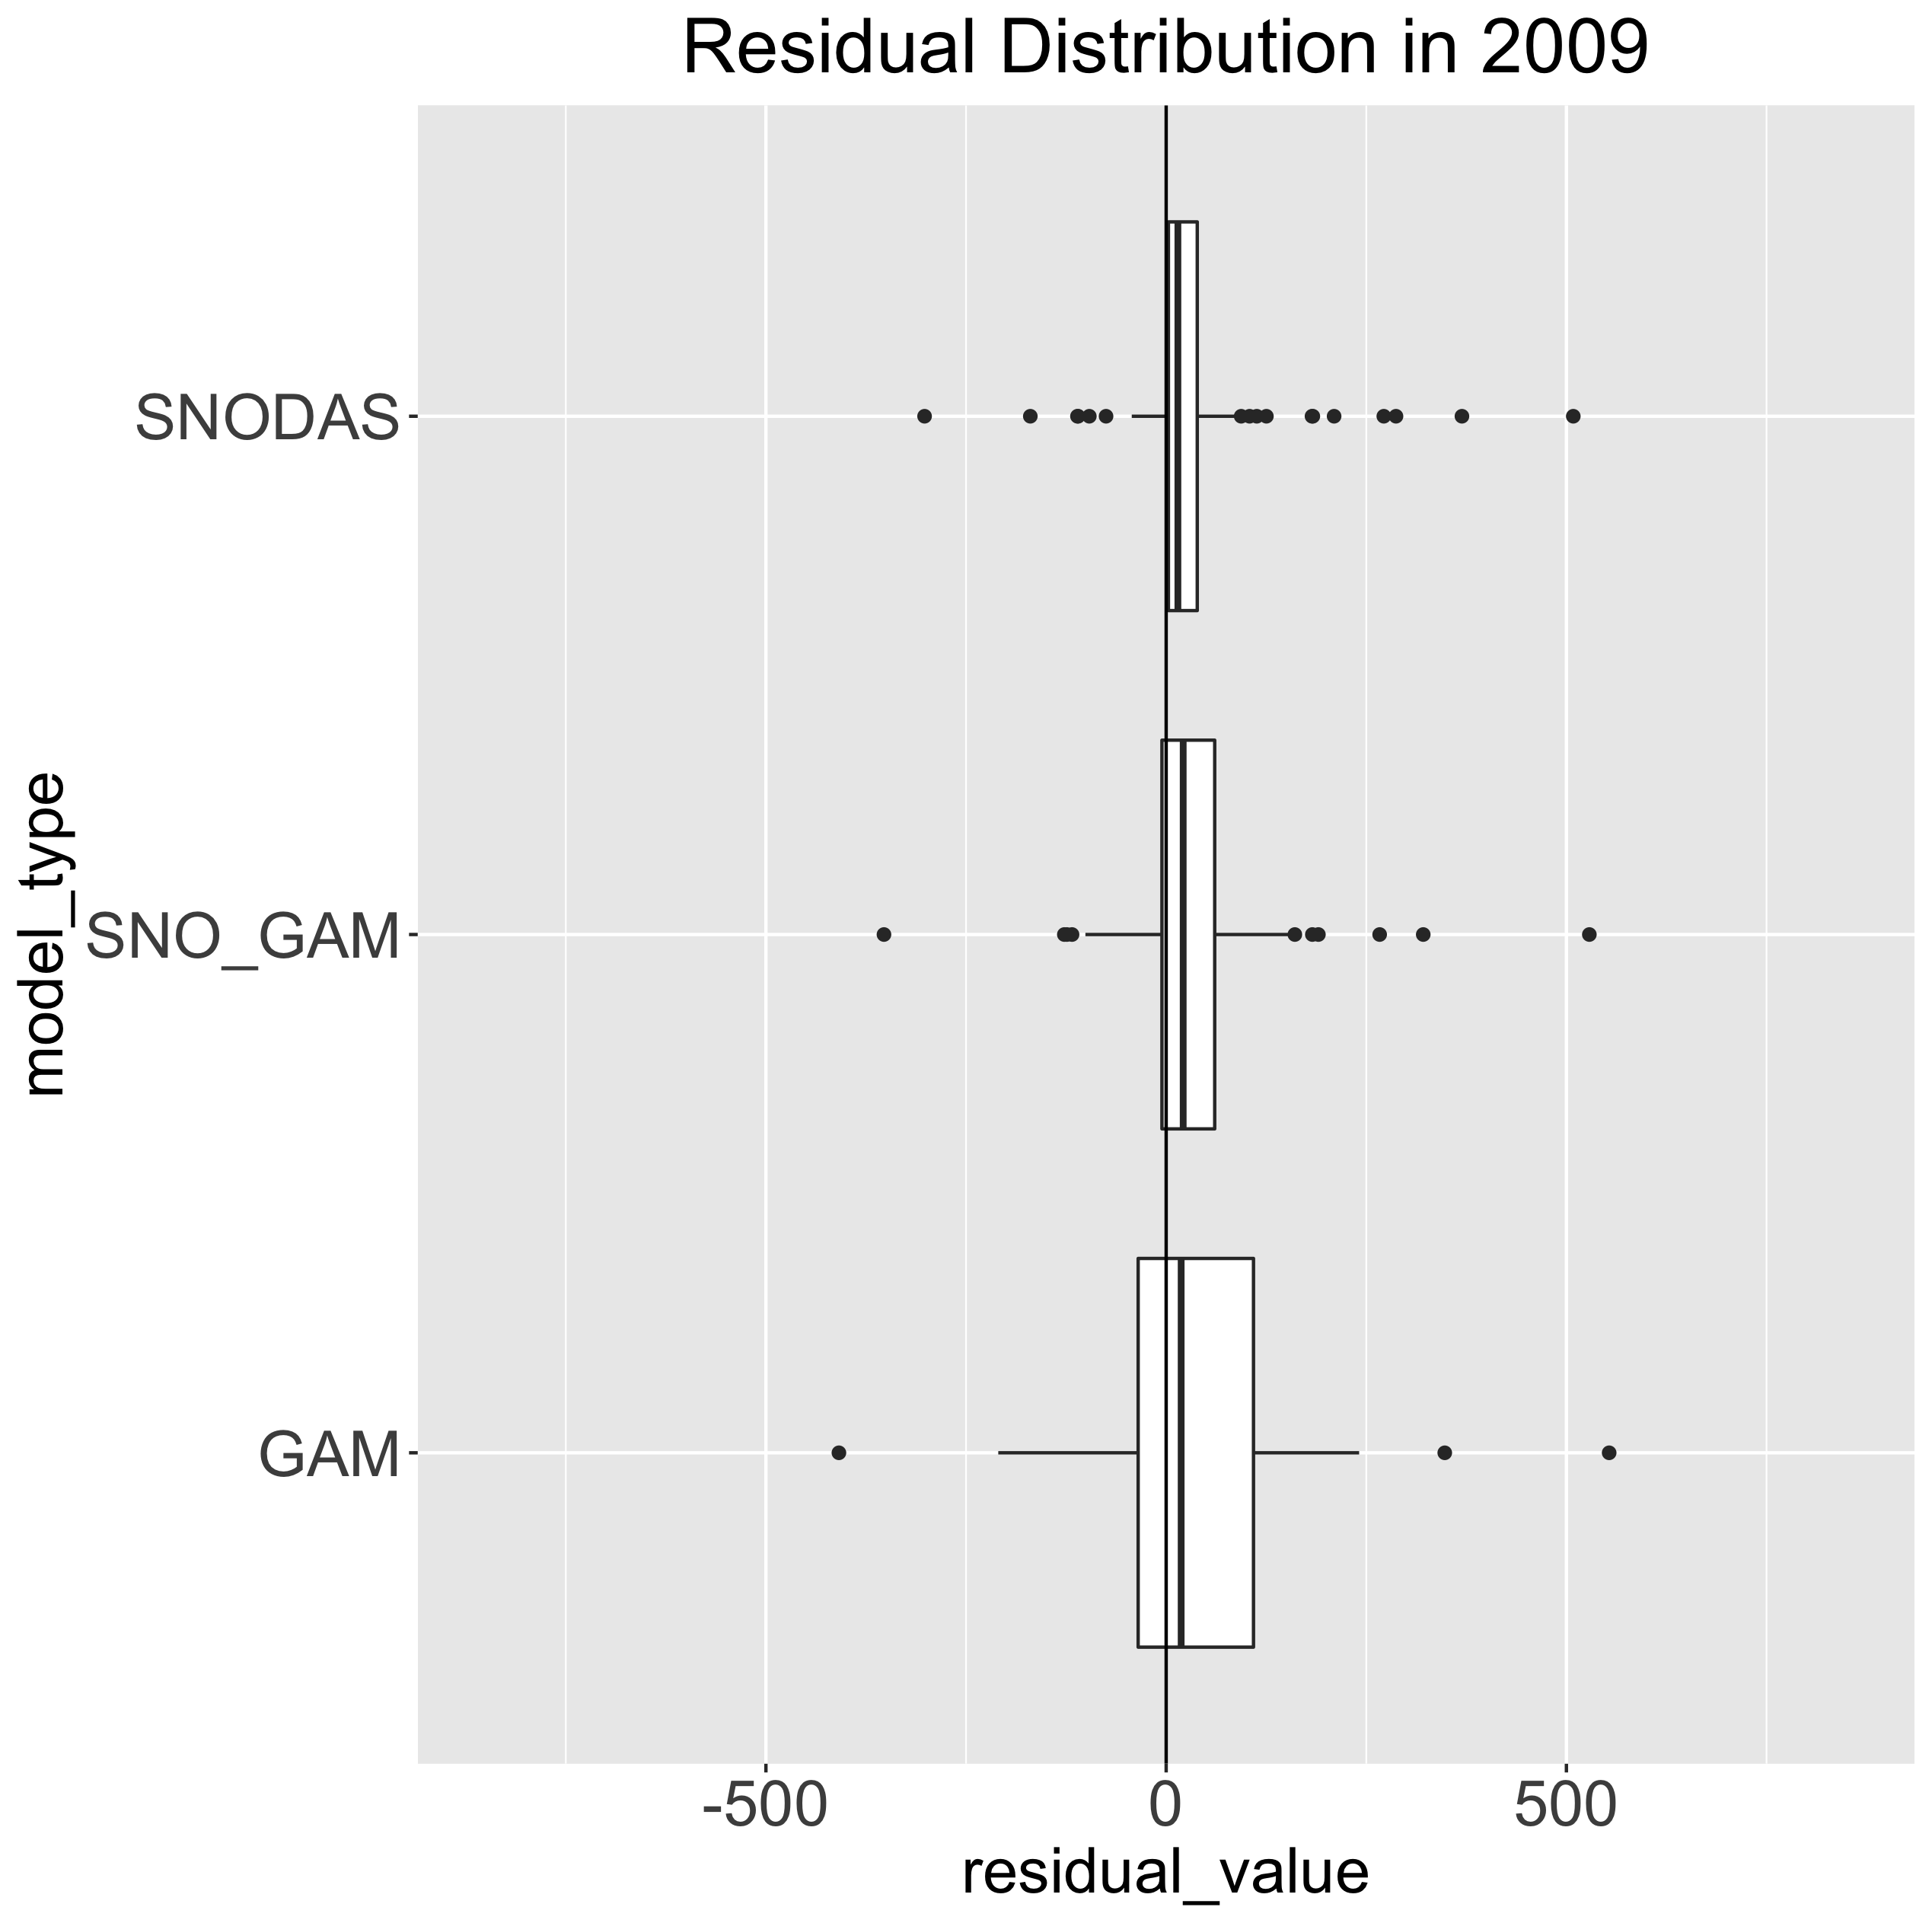 Residual Distribution in 2009
model_type
SNODAS
SNO_GAM
GAM
-500 0 500
residual_value